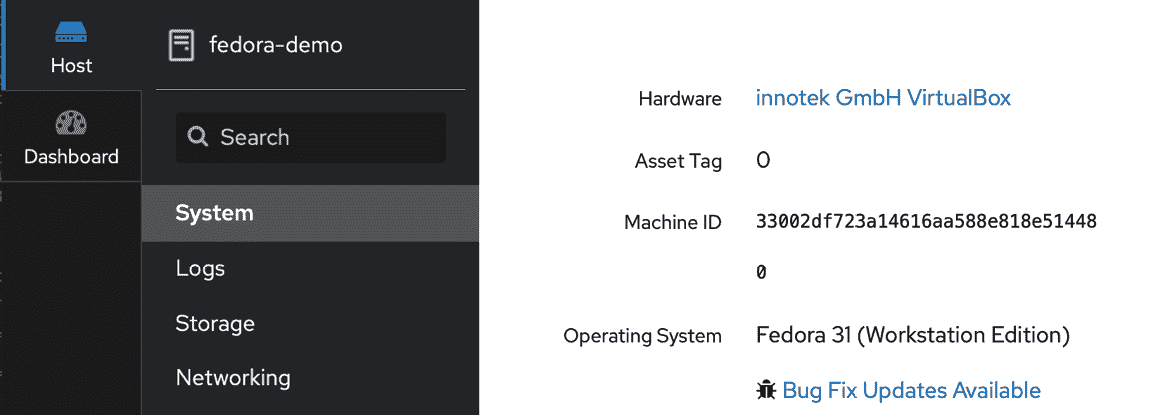 Host
Dashboard
fedora-demo
Search
System
Logs
Storage
Networking
Hardware innotek GmbH VirtualBox
Asset Tag 0
Machine ID 33002df723a14616aa588e818e51448
0
Operating System Fedora 31 (Workstation Edition)
Bug Fix Updates Available